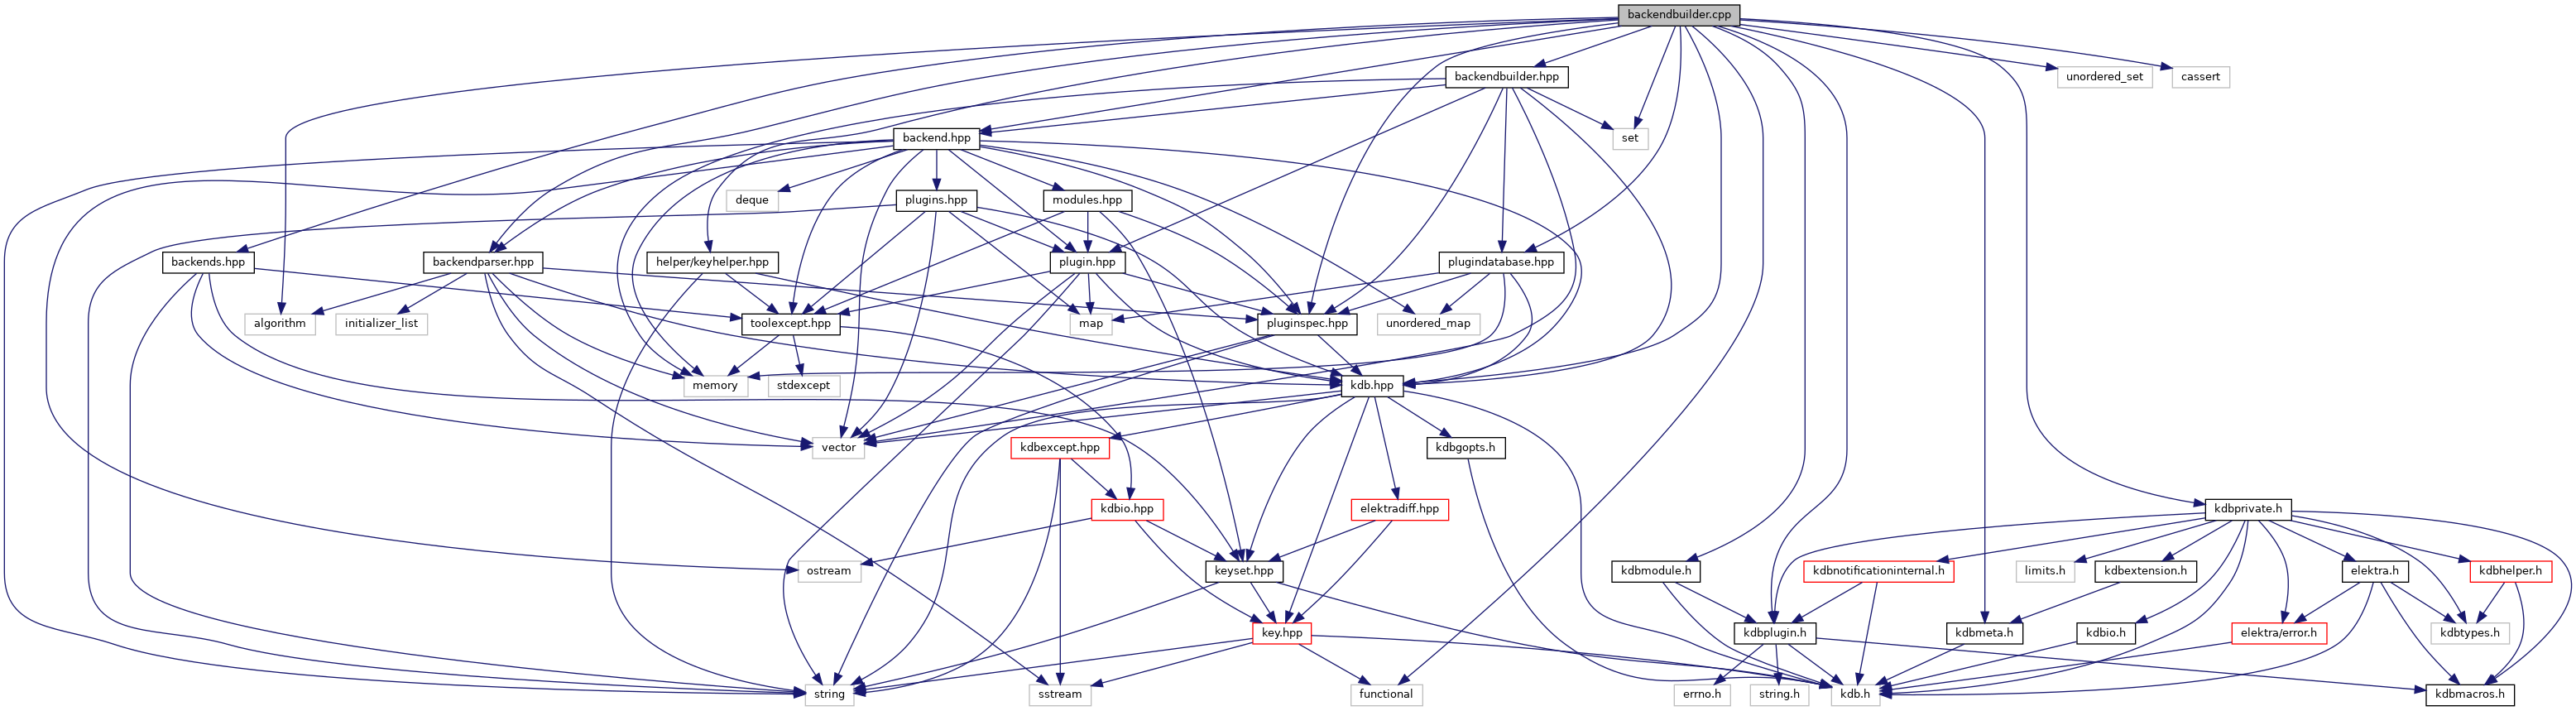 backendbuilder.cpp
backendbuilder.hpp
unordered_set
cassert
backend.hpp
set
deque
plugins.hpp
modules.hpp
backends.hpp
backendparser.hpp
helper/keyhelper.hpp
plugin.hpp
plugindatabase.hpp
algorithm
initializer_list
toolexcept.hpp
map
pluginspec.hpp
unordered_map
memory
stdexcept
kdb.hpp
vector
kdbexcept.hpp
kdbgopts.h
kdbio.hpp
elektradiff.hpp
kdbprivate.h
ostream
keyset.hpp
kdbmodule.h
kdbnotificationinternal.h
limits.h
kdbextension.h
elektra.h
kdbhelper.h
key.hpp
kdbplugin.h
kdbmeta.h
kdbio.h
elektra/error.h
kdbtypes.h
string
sstream
functional
errno.h
string.h
kdb.h
kdbmacros.h